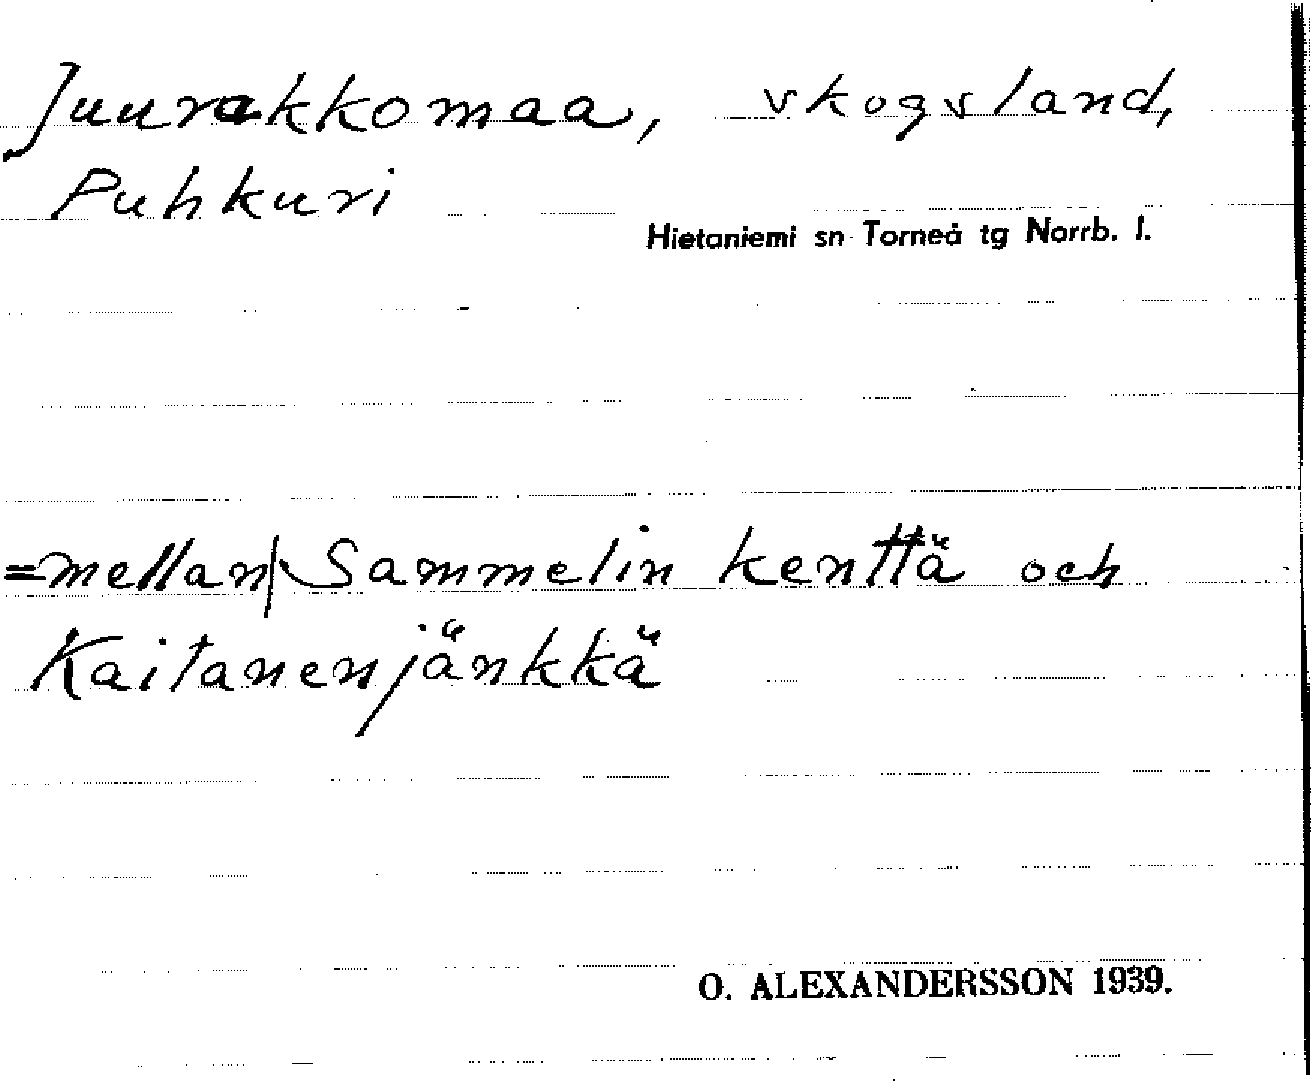 Juurakkomaa, skogsland,
Puhkuri
Hietaniemi sn Torneå tg Norrb. l.
=mellan Sammelin kenttä och
Kaitanenjänkkä
O. ALEXANDERSSON 1939.